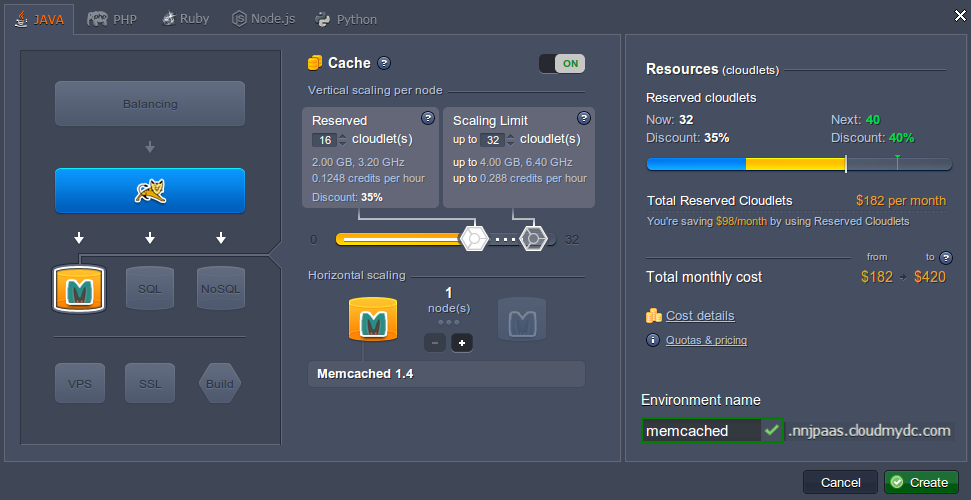 JAVA
PHP
Ruby
Node.js
Python
Balancing
SQL
NoSQL
VPS
SSL
Build
Cache ?
ON
Vertical scaling per node
Reserved ?
16 cloudlet(s)
2.00 GB, 3.20 GHz
0.1248 credits per hour
Discount: 35%
Scaling Limit ?
up to 32 cloudlet(s)
up to 4.00 GB, 6.40 GHz
up to 0.288 credits per hour
0
32
Horizontal scaling
1
node(s)
- +
Memcached 1.4
Resources (cloudlets)
Reserved cloudlets
Now: 32 Next: 40
Discount: 35% Discount: 40%
Total Reserved Cloudlets $182 per month
You're saving $98/month by using Reserved Cloudlets
from to ?
Total monthly cost $182 $420
Cost details
Quotas & pricing
Environment name
memcached .nnjpaas.cloudmydc.com
Cancel Create